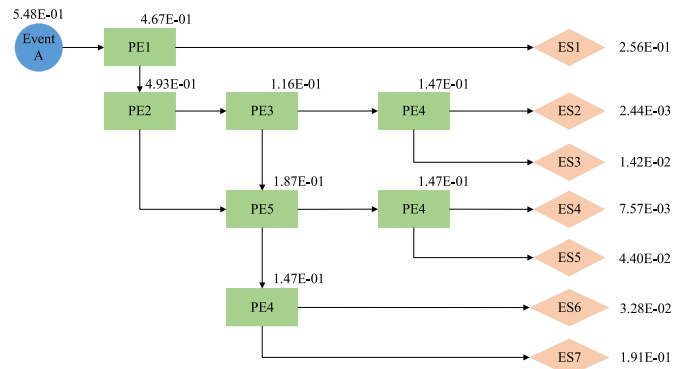 5.48E-01
4.67E-01
Event
A
PE1
ES1
2.56E-01
4.93E-01
1.16E-01
1.47E-01
PE2
PE3
PE4
ES2
2.44E-03
ES3
1.42E-02
1.87E-01
1.47E-01
PE5
PE4
ES4
7.57E-03
ES5
4.40E-02
1.47E-01
PE4
ES6
3.28E-02
ES7
1.91E-01